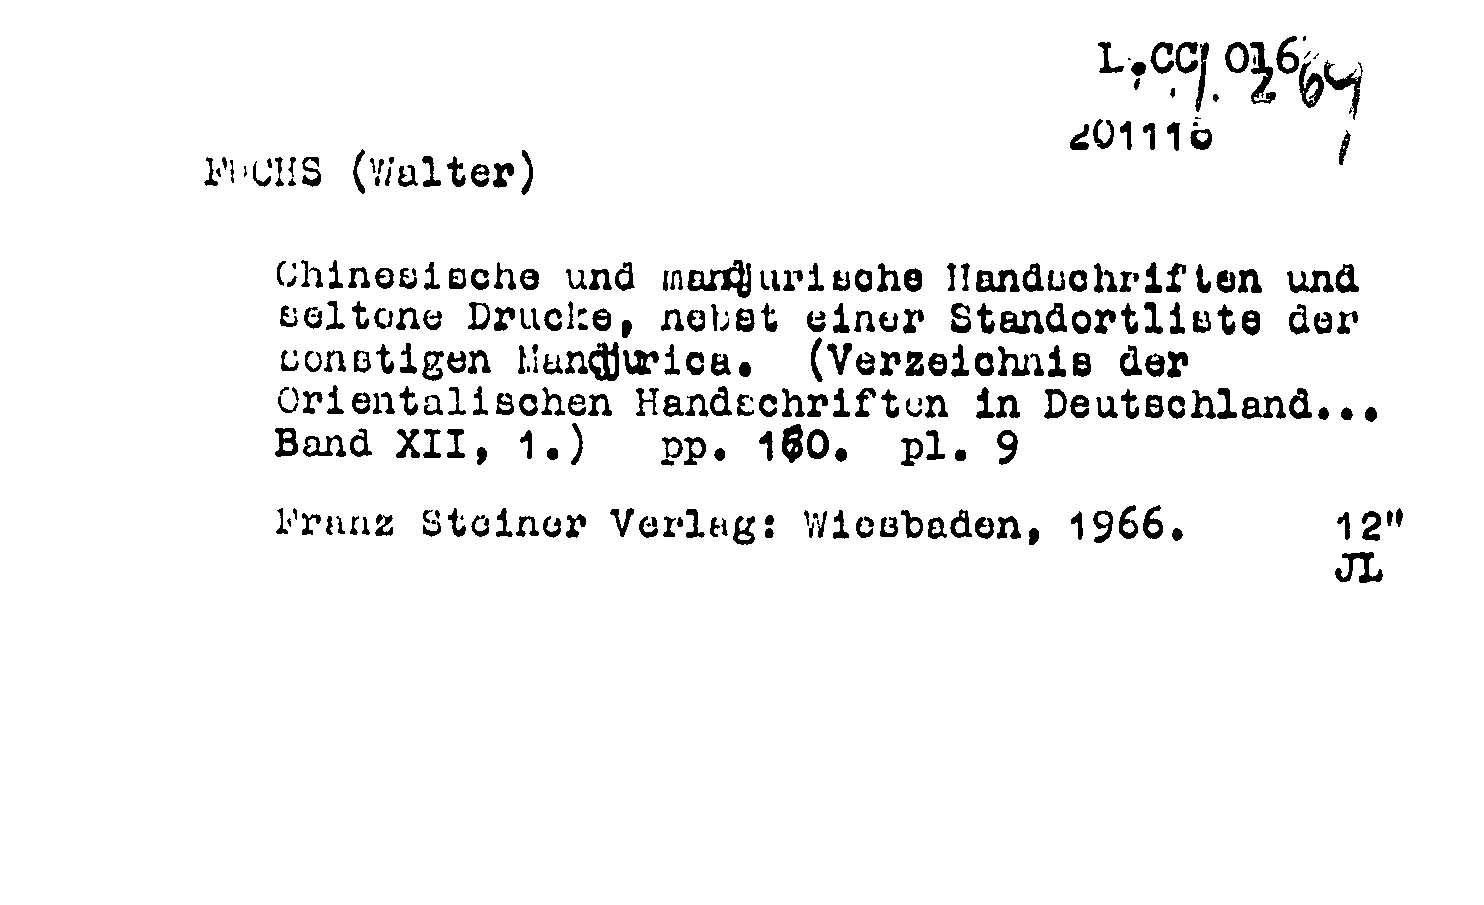 L.CC. 016
201116
FUCHS (Walter)
Chinesische und mandjurische Handschriften und
seltene Drucke, nebst einer Standortliste der
sonstigen Mandjurica. (Verzeichnis der
Orientalischen Handschriften in Deutschland...
Band XII, 1.) pp. 160. pl. 9
Franz Steiner Verlag: Wiesbaden, 1966. 12"
JL